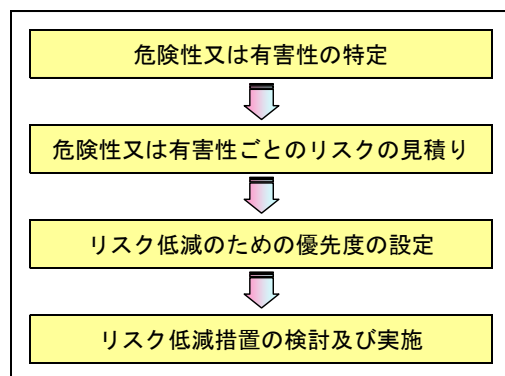 危険性又は有害性の特定
危険性又は有害性ごとのリスクの見積り
リスク低減のための優先度の設定
リスク低減措置の検討及び実施